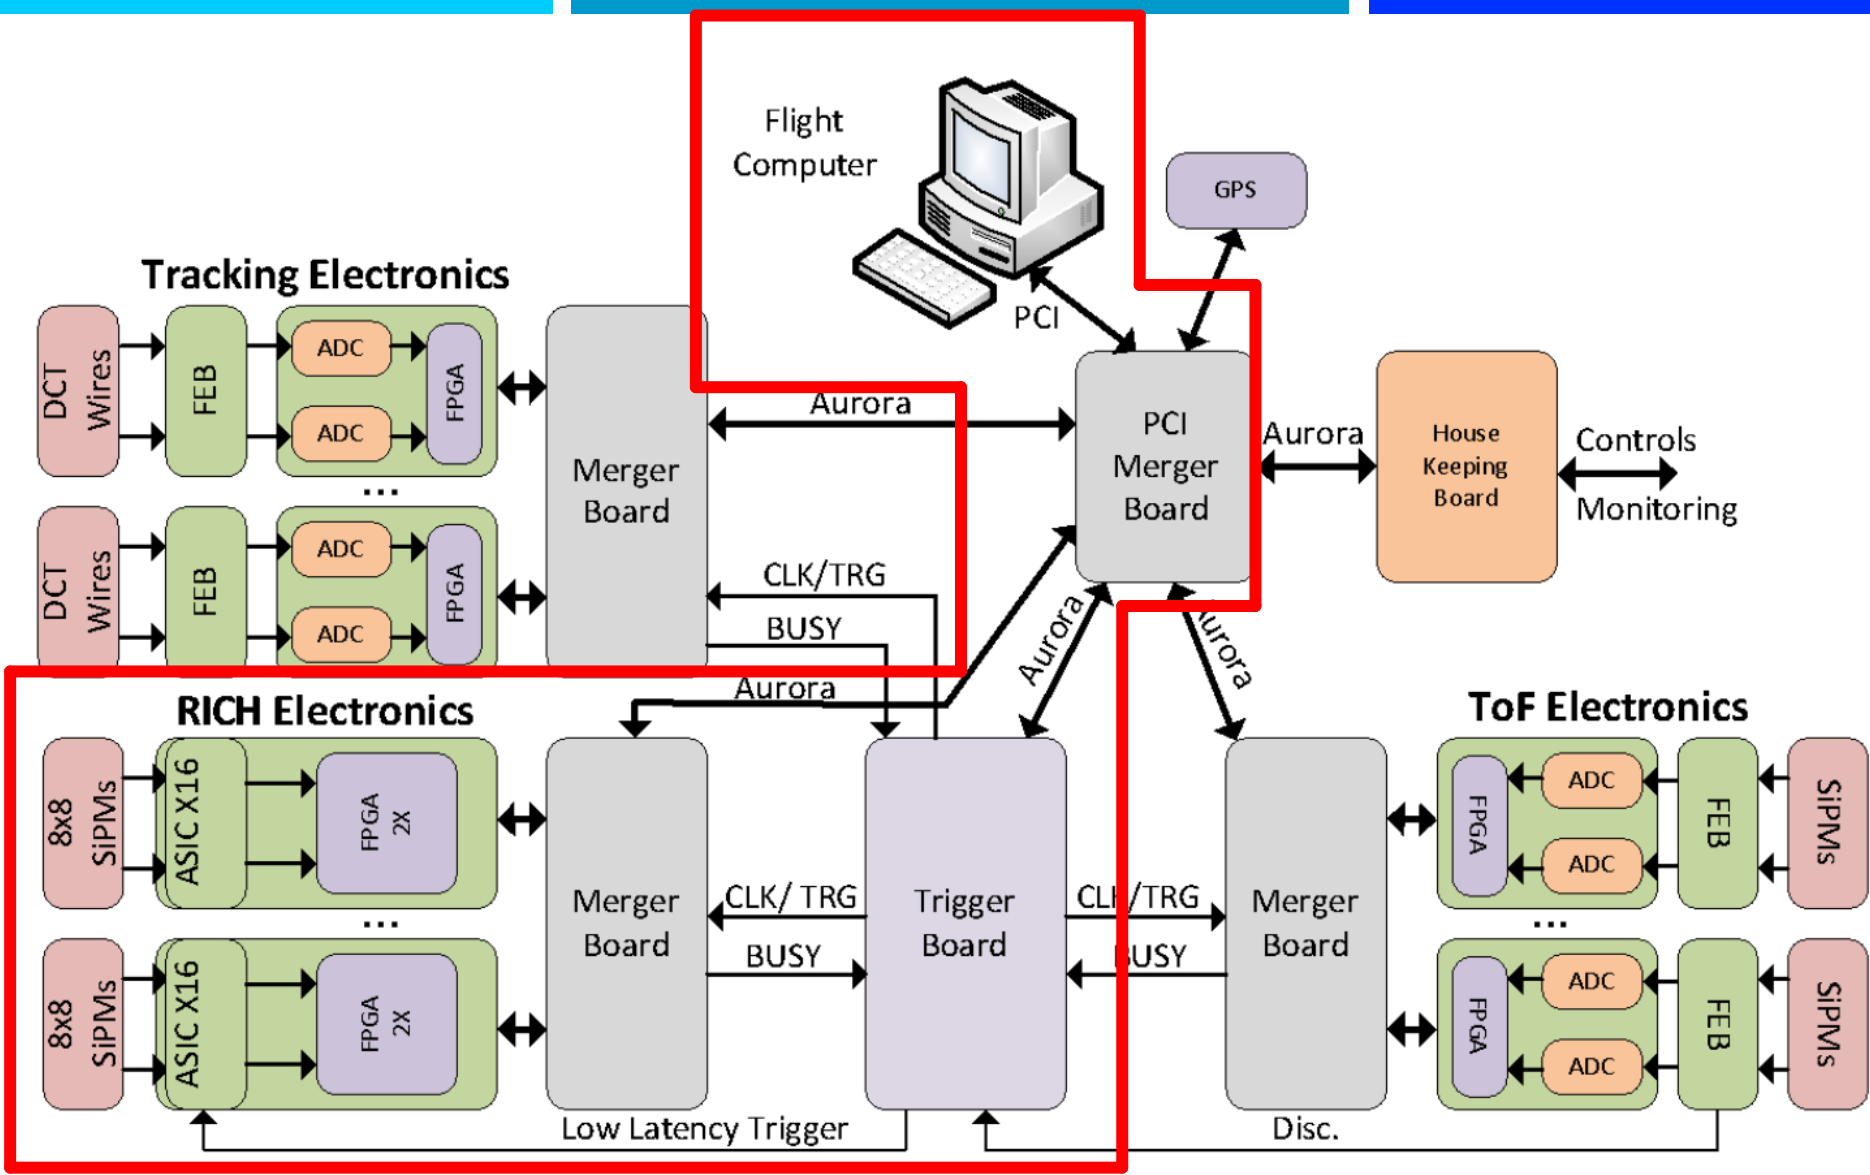 Flight
Computer
GPS
PCI
Tracking Electronics
DCT
Wires
FEB
ADC
ADC
FPGA
...
DCT
Wires
FEB
ADC
ADC
FPGA
Merger
Board
Aurora
CLK/TRG
BUSY
PCI
Merger
Board
Aurora
House
Keeping
Board
Controls
Monitoring
Aurora
Aurora
Aurora
RICH Electronics
8x8
SiPMs
ASIC X16
FPGA
2X
...
8x8
SiPMs
ASIC X16
FPGA
2X
Merger
Board
CLK/ TRG
BUSY
Trigger
Board
CLK/TRG
BUSY
Merger
Board
ToF Electronics
FPGA
ADC
ADC
FEB
SiPMs
...
FPGA
ADC
ADC
FEB
SiPMs
Low Latency Trigger
Disc.